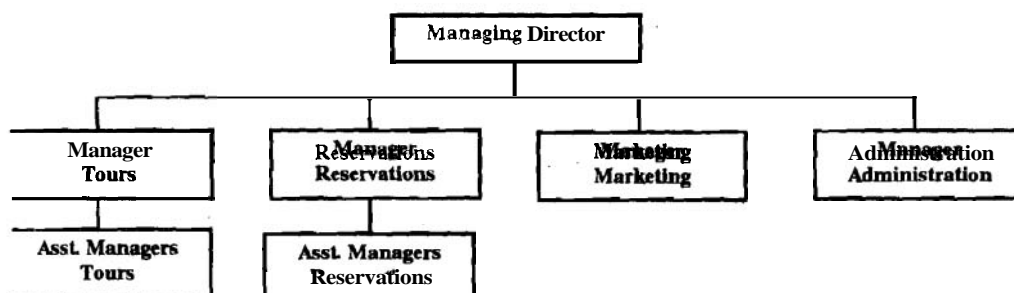 Managing Director
Manager
Tours
Manager
Reservations
Manager
Marketing
Manager
Administration
Asst. Managers
Tours
Asst. Managers
Reservations